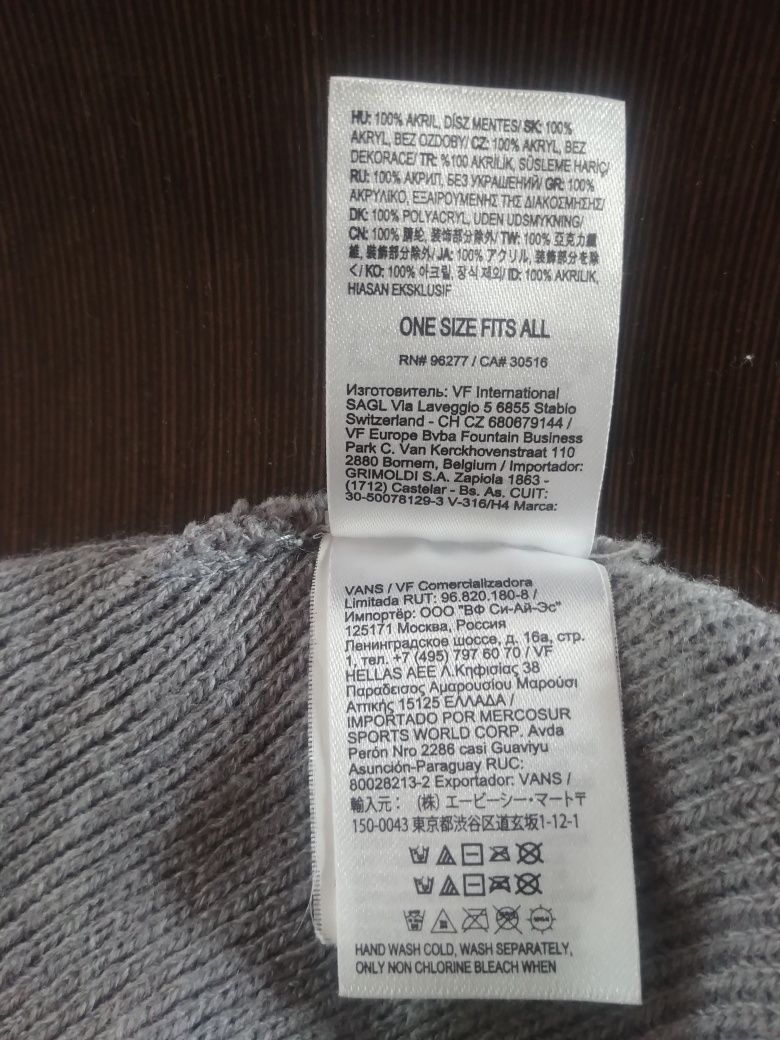 HU: 100% AKRIL, DÍSZ MENTES/ SK: 100%
AKRYL, BEZ OZDOBY/ CZ: 100% AKRYL, BEZ
DEKORACE/ TR: %100 AKRİLİK, SÜSLEME HARİÇ/
RU: 100% АКРИЛ, БЕЗ УКРАШЕНИЙ/ GR: 100%
ΑΚΡΥΛΙΚΟ, ΕΞΑΙΡΟΥΜΕΝΗΣ ΤΗΣ ΔΙΑΚΟΣΜΗΣΗΣ/
DK: 100% POLYACRYL, UDEN UDSMYKNING/
CN: 100% 腈纶, 装饰部分除外/ TW: 100% 亞克力纖
維, 裝飾部分除外/ JA: 100% アクリル, 装飾部分を除
く/ KO: 100% 아크릴, 장식 제외/ ID: 100% AKRILIK,
HIASAN EKSKLUSIF
ONE SIZE FITS ALL
RN# 96277 / CA# 30516
Изготовитель: VF International
SAGL Via Laveggio 5 6855 Stabio
Switzerland - CH CZ 680679144 /
VF Europe Bvba Fountain Business
Park C. Van Kerckhovenstraat 110
2880 Bornem, Belgium / Importador:
GRIMOLDI S.A. Zapiola 1863 -
(1712) Castelar - Bs. As. CUIT:
30-50078129-3 V-316/H4 Marca:
VANS / VF Comercializadora
Limitada RUT: 96.820.180-8 /
Импортёр: ООО "ВФ Си-Ай-Эс"
125171 Москва, Россия
Ленинградское шоссе, д. 16а, стр.
1, тел. +7 (495) 797 60 70 / VF
HELLAS AEE Λ.Κηφισίας 38
Παραδεισος Αμαρουσίου Μαρούσι
Αττικής 15125 ΕΛΛΑΔΑ /
IMPORTADO POR MERCOSUR
SPORTS WORLD CORP. Avda
Perón Nro 2286 casi Guaviyu
Asunción-Paraguay RUC:
80028213-2 Exportador: VANS /
輸入元: (株) エービーシー・マート〒
150-0043 東京都渋谷区道玄坂1-12-1
HAND WASH COLD, WASH SEPARATELY,
ONLY NON CHLORINE BLEACH WHEN